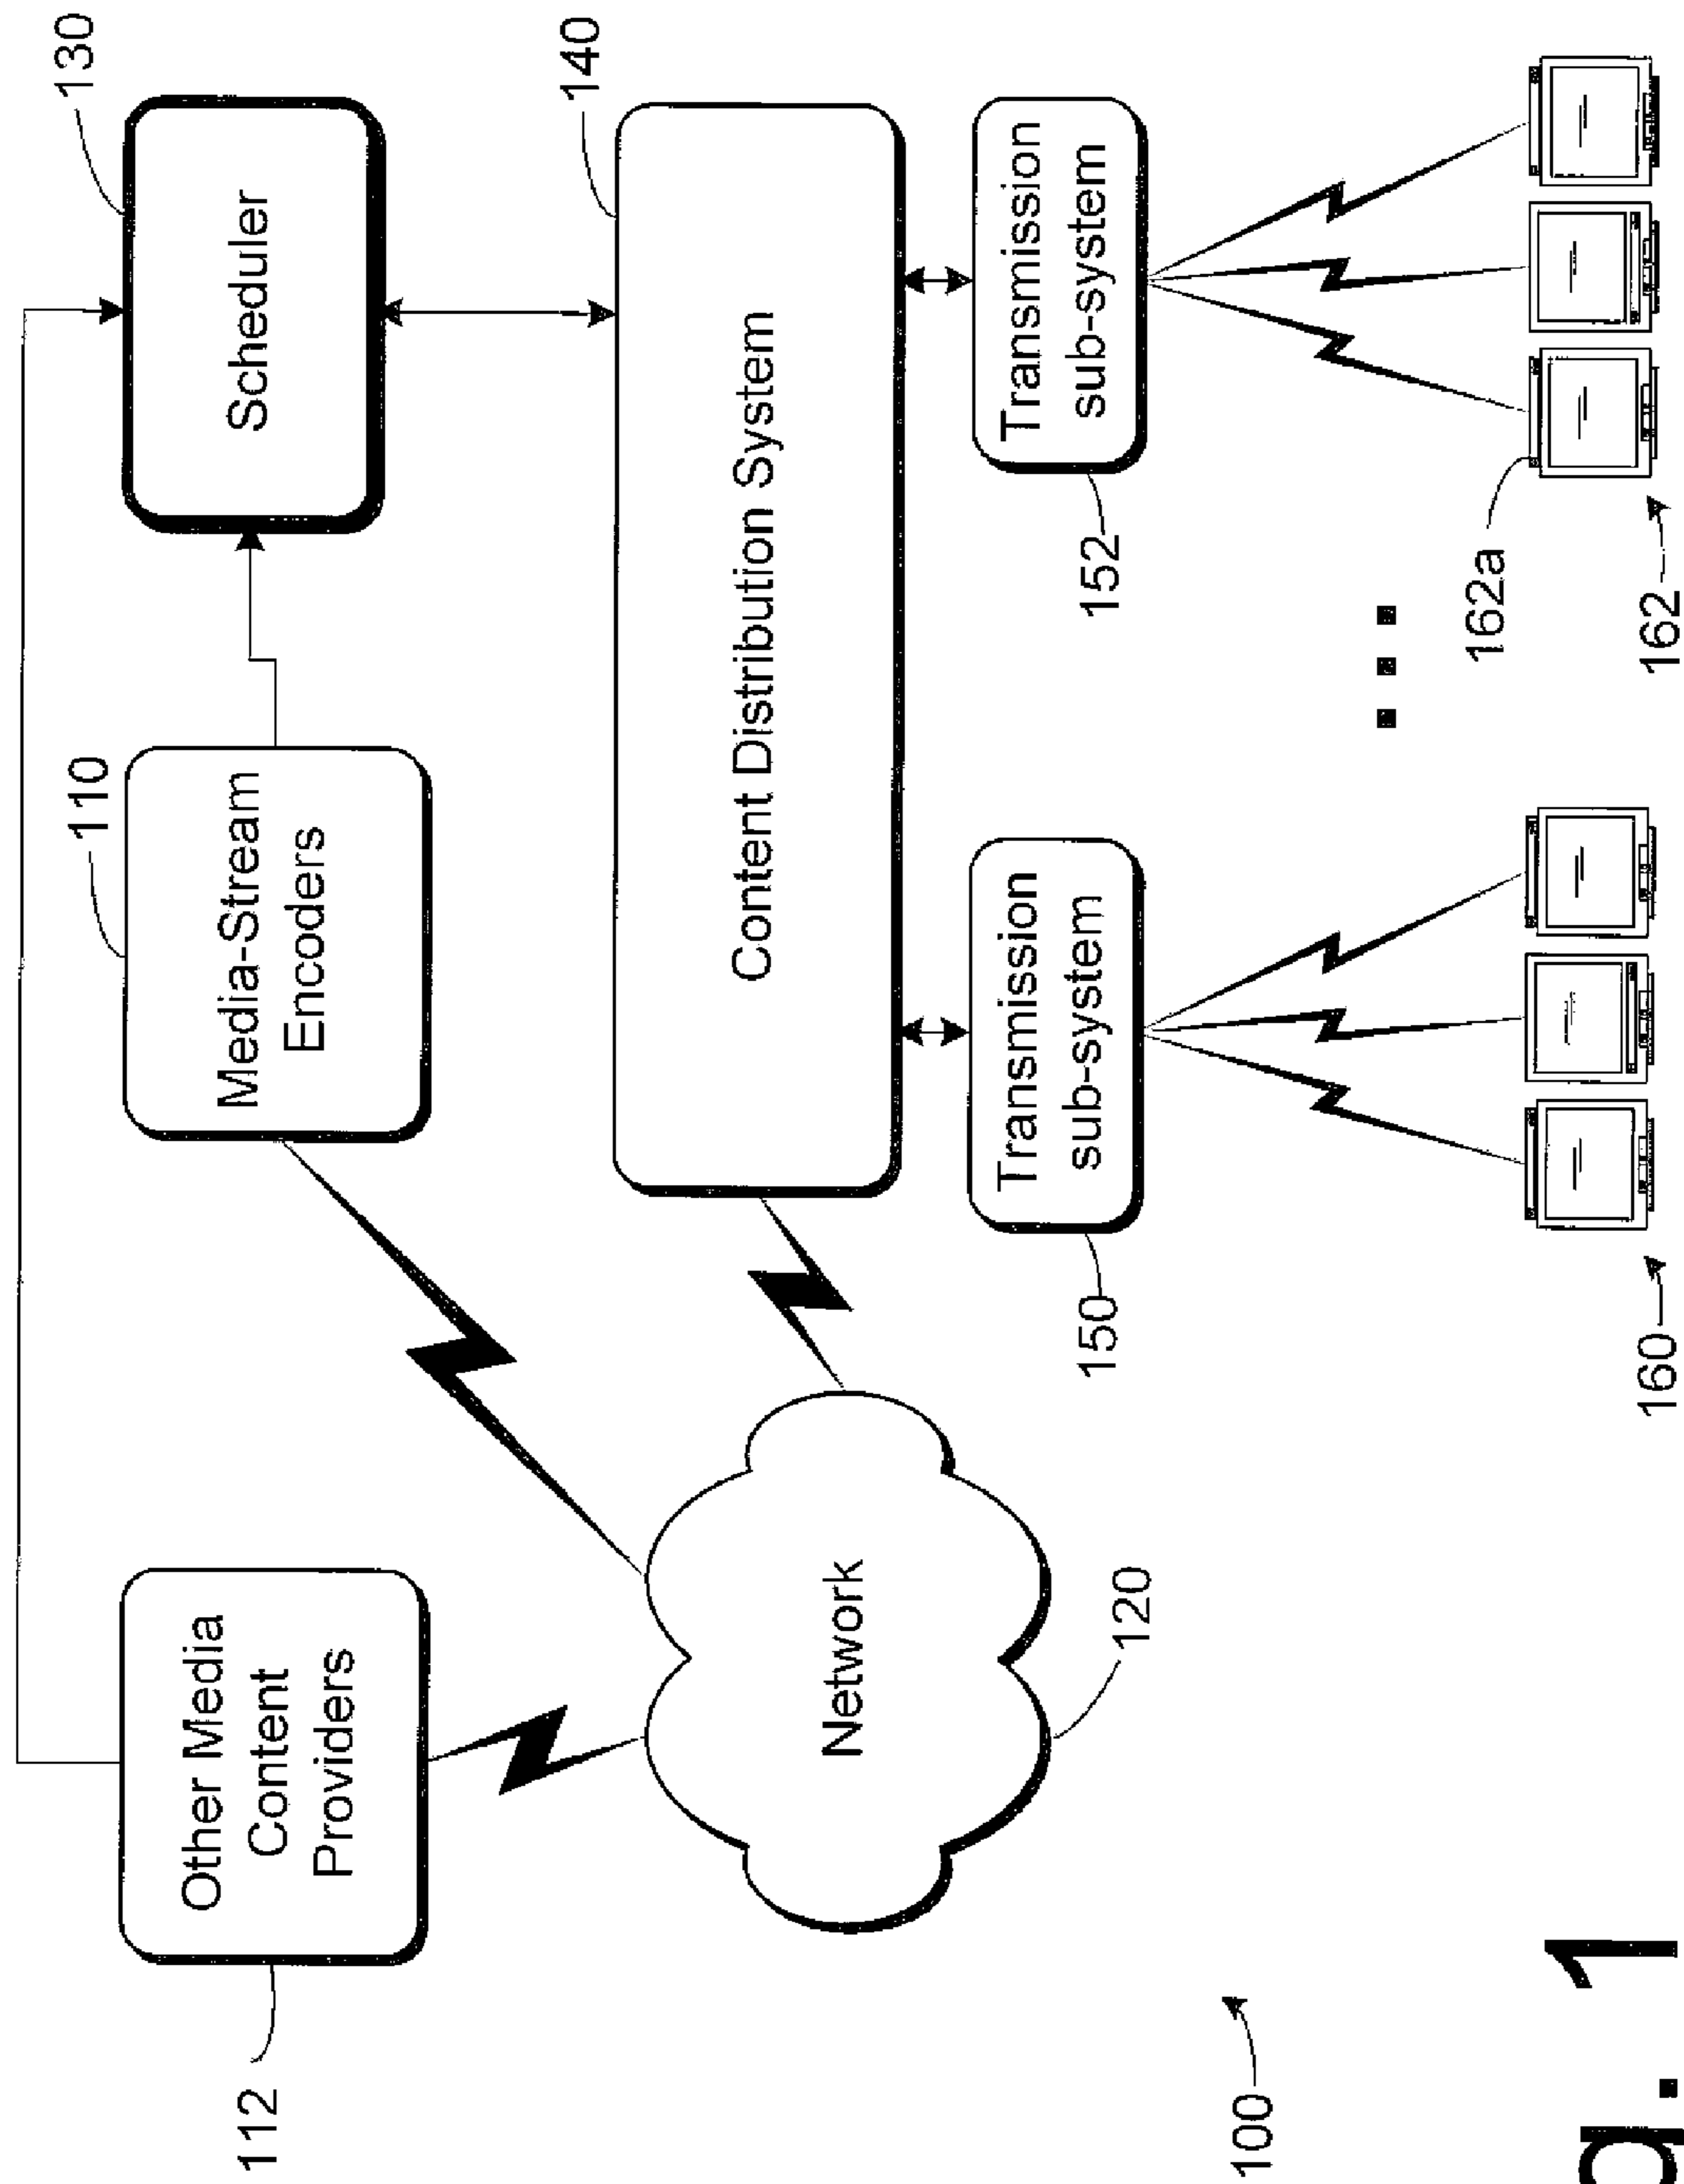 130
Scheduler
110
Media-Stream
Encoders
Other Media
Content
Providers
112
140
Content Distribution System
Network
120
Transmission
sub-system
152
Transmission
sub-system
150
162a
162
160
100
g. 1